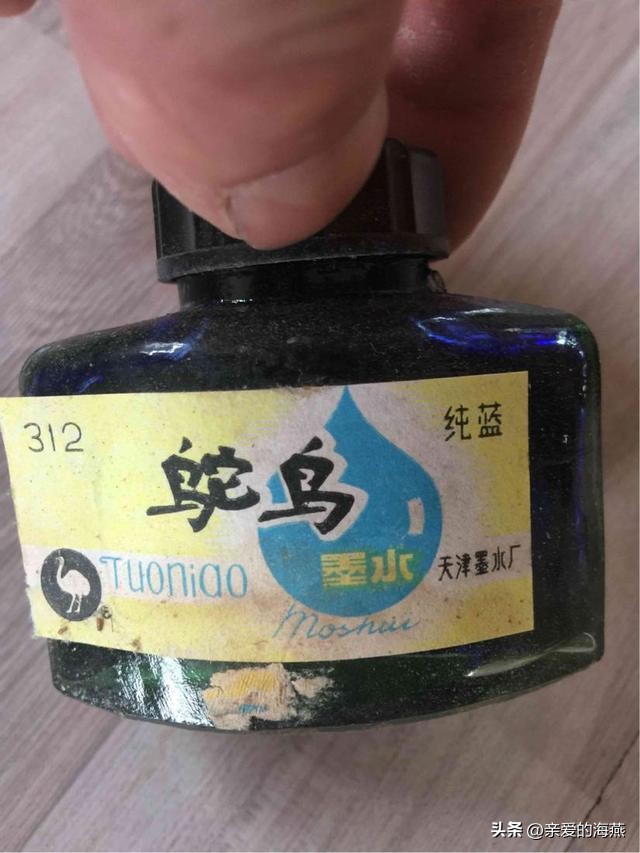 312
纯蓝
鸵鸟
墨水
天津墨水厂
Tuoniao
Moshui
头条 @亲爱的海燕